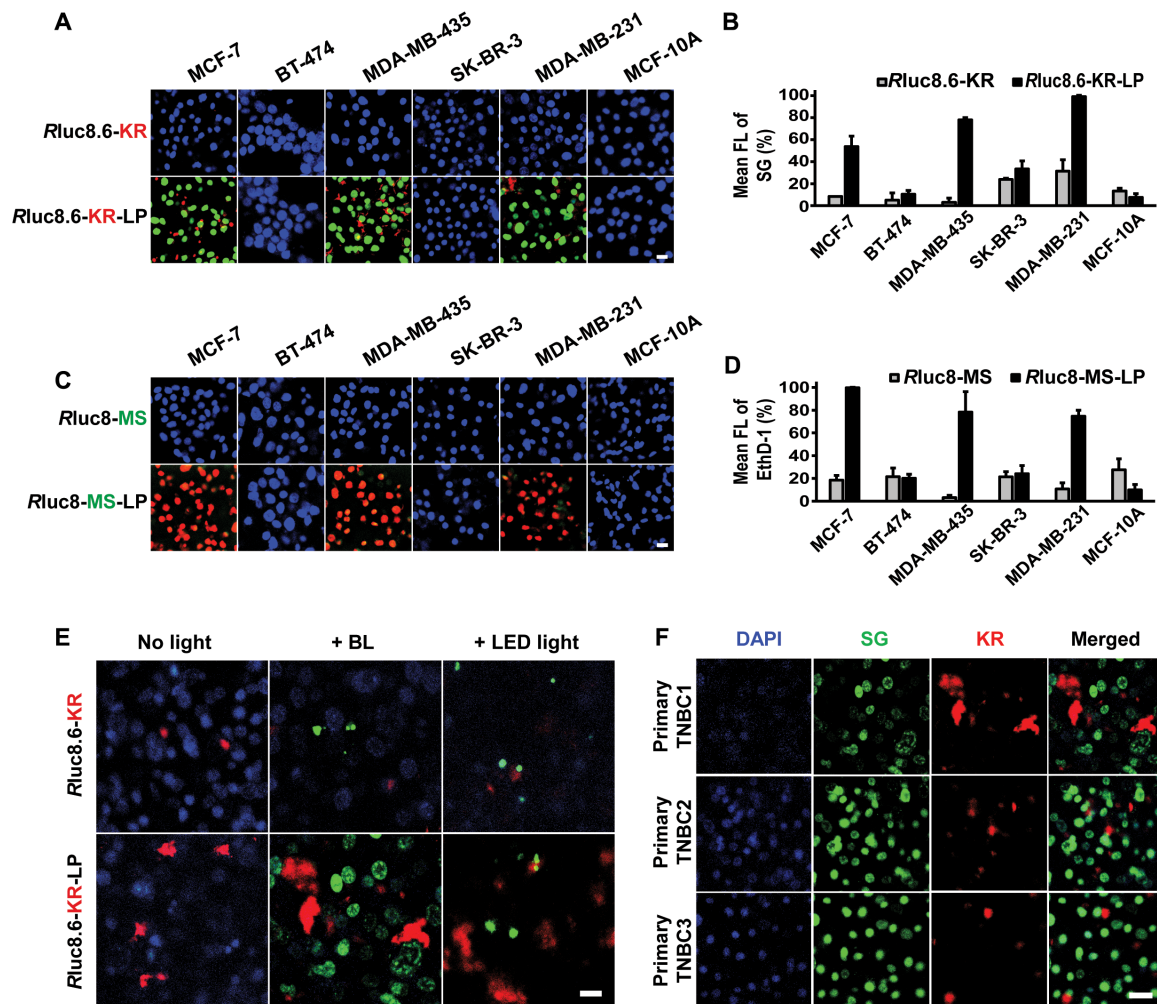 A
MCF-7
BT-474
MDA-MB-435
SK-BR-3
MDA-MB-231
MCF-10A
Rluc8.6-KR
Rluc8.6-KR-LP
B
Rluc8.6-KR
Rluc8.6-KR-LP
Mean FL of
SG (%)
100
80
60
40
20
0
MCF-7
BT-474
MDA-MB-435
SK-BR-3
MDA-MB-231
MCF-10A
C
MCF-7
BT-474
MDA-MB-435
SK-BR-3
MDA-MB-231
MCF-10A
Rluc8-MS
Rluc8-MS-LP
D
Rluc8-MS
Rluc8-MS-LP
Mean FL of
EthD-1 (%)
100
80
60
40
20
0
MCF-7
BT-474
MDA-MB-435
SK-BR-3
MDA-MB-231
MCF-10A
E
No light
+ BL
+ LED light
Rluc8.6-KR
Rluc8.6-KR-LP
F
DAPI
SG
KR
Merged
Primary
TNBC1
Primary
TNBC2
Primary
TNBC3